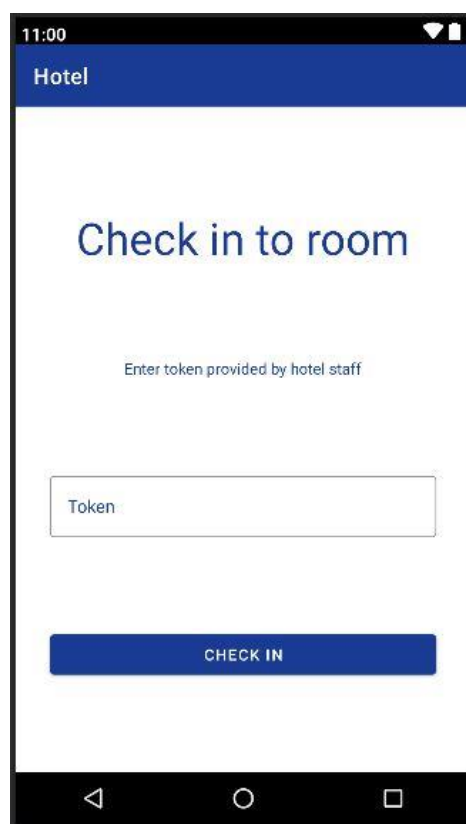 11:00
Hotel
Check in to room
Enter token provided by hotel staff
Token
CHECK IN